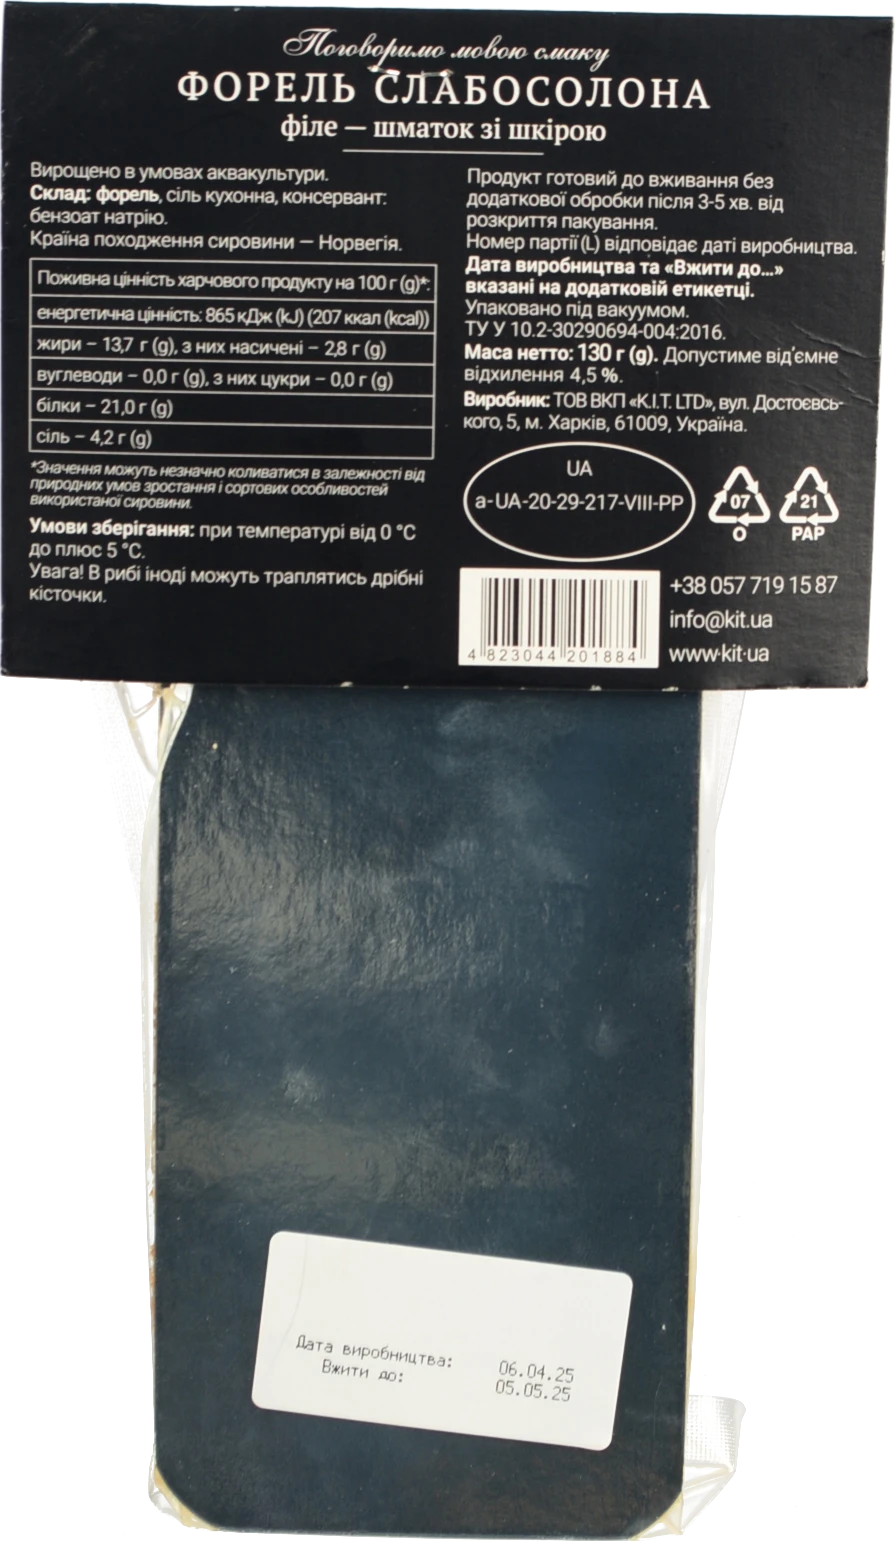 Поговоримо мовою смаку
ФОРЕЛЬ СЛАБОСОЛОНА
філе — шматок зі шкірою
Вирощено в умовах аквакультури.
Склад: форель, сіль кухонна, консервант:
бензоат натрію.
Країна походження сировини — Норвегія.
Поживна цінність харчового продукту на 100 г (g)*:
енергетична цінність: 865 кДж (kJ) (207 ккал (kcal))
жири – 13,7 г (g), з них насичені – 2,8 г (g)
вуглеводи – 0,0 г (g), з них цукри – 0,0 г (g)
білки – 21,0 г (g)
сіль – 4,2 г (g)
*Значення можуть незначно коливатися в залежності від
природних умов зростання і сортових особливостей
використаної сировини.
Умови зберігання: при температурі від 0 °C
до плюс 5 °C.
Увага! В рибі іноді можуть траплятись дрібні
кісточки.
Продукт готовий до вживання без
додаткової обробки після 3-5 хв. від
розкриття пакування.
Номер партії (L) відповідає даті виробництва.
Дата виробництва та «Вжити до...»
вказані на додатковій етикетці.
Упаковано під вакуумом.
ТУ У 10.2-30290694-004:2016.
Маса нетто: 130 г (g). Допустиме від'ємне
відхилення 4,5 %.
Виробник: ТОВ ВКП «K.I.T. LTD», вул. Достоєвсь-
кого, 5, м. Харків, 61009, Україна.
UA
a-UA-20-29-217-VIII-PP
07
O
21
PAP
4 823044 201884
+38 057 719 15 87
info@kit.ua
www.kit.ua
Дата виробництва: 06.04.25
Вжити до: 05.05.25